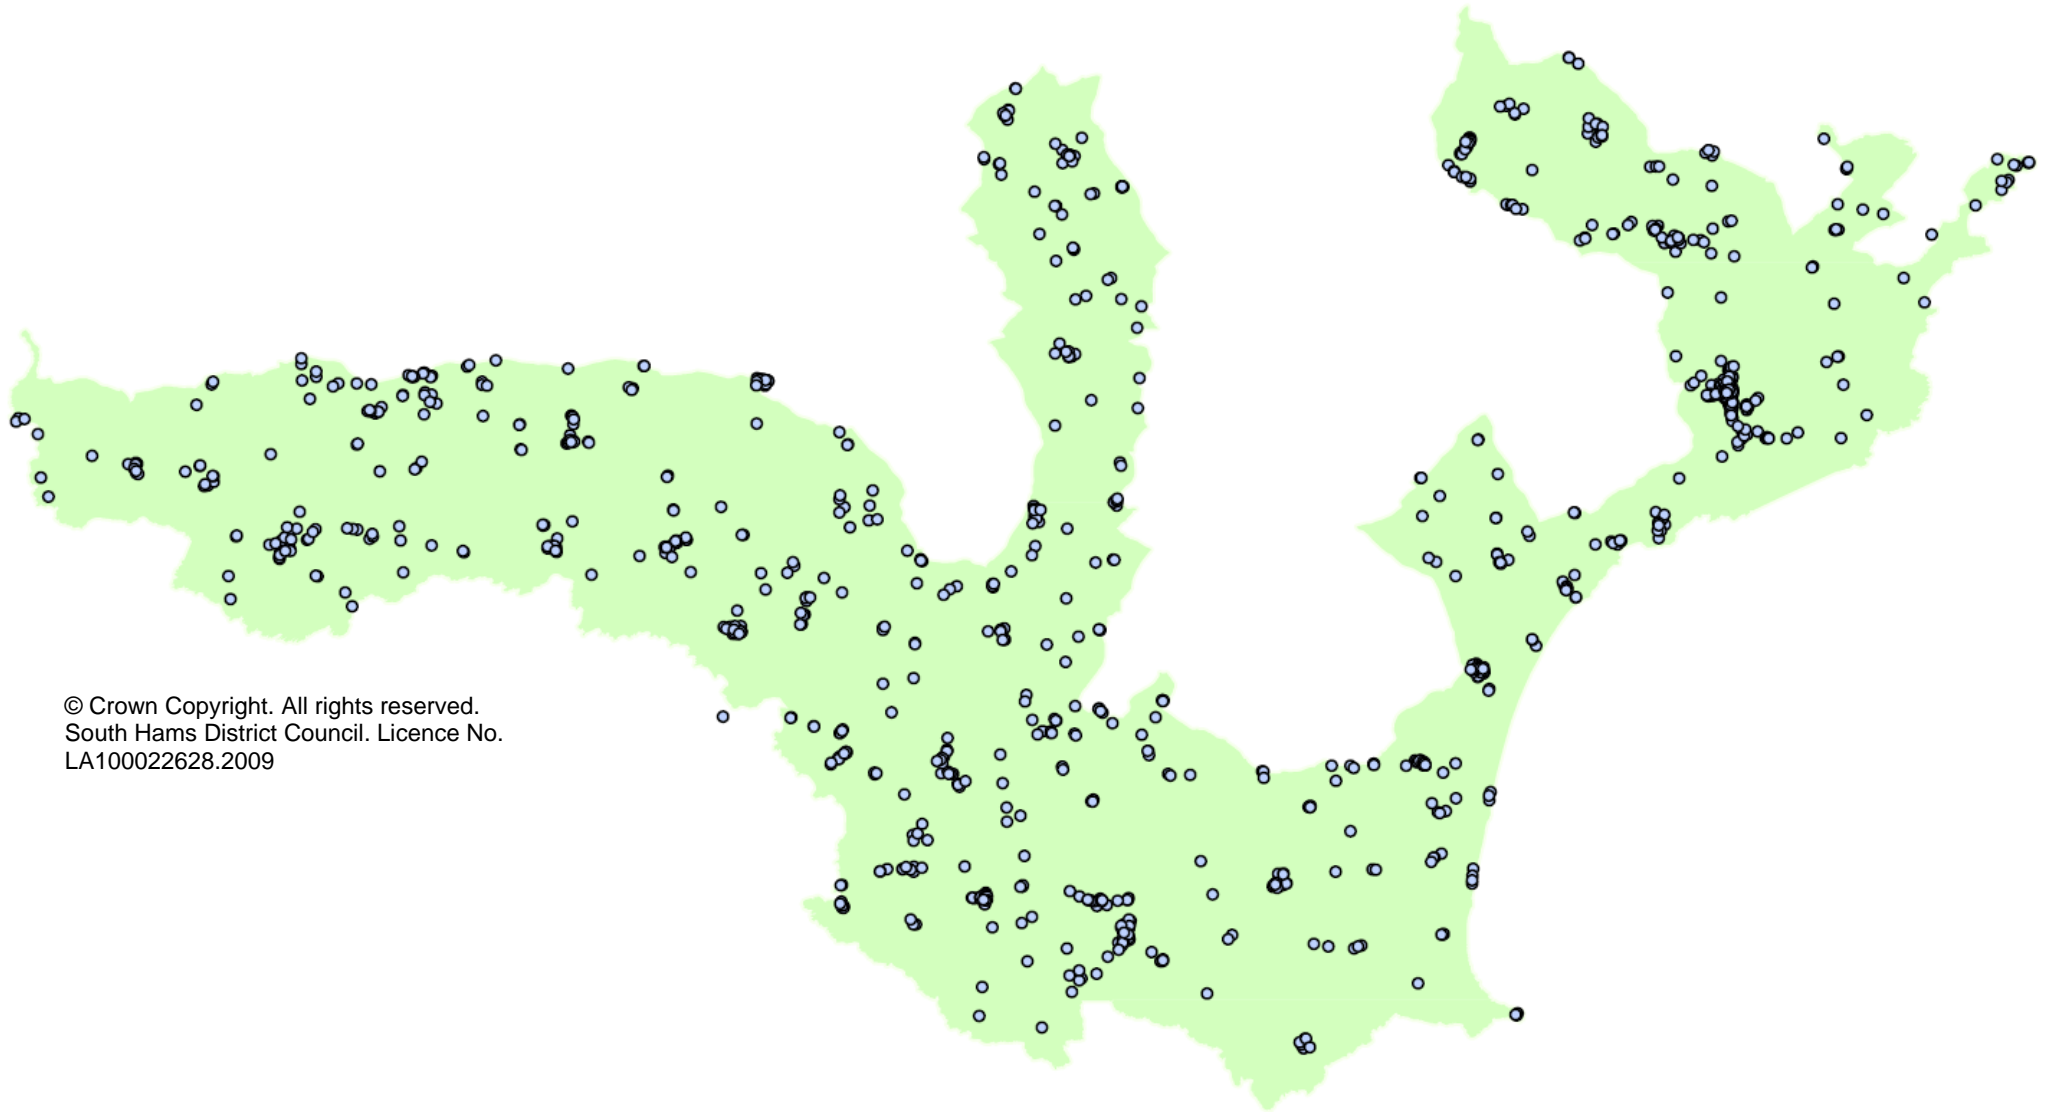 © Crown Copyright. All rights reserved.
South Hams District Council. Licence No.
LA100022628.2009